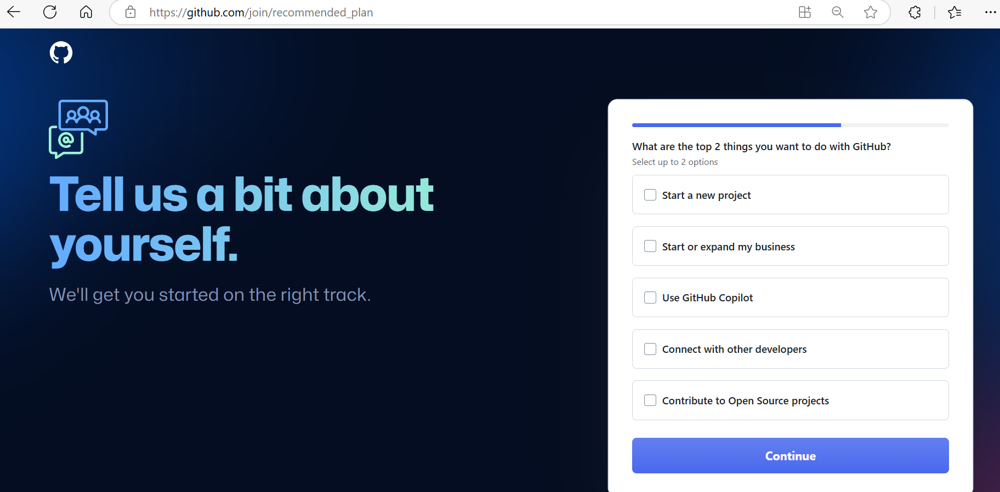 https://github.com/join/recommended_plan
@
Tell us a bit about
yourself.
We'll get you started on the right track.
What are the top 2 things you want to do with GitHub?
Select up to 2 options
Start a new project
Start or expand my business
Use GitHub Copilot
Connect with other developers
Contribute to Open Source projects
Continue